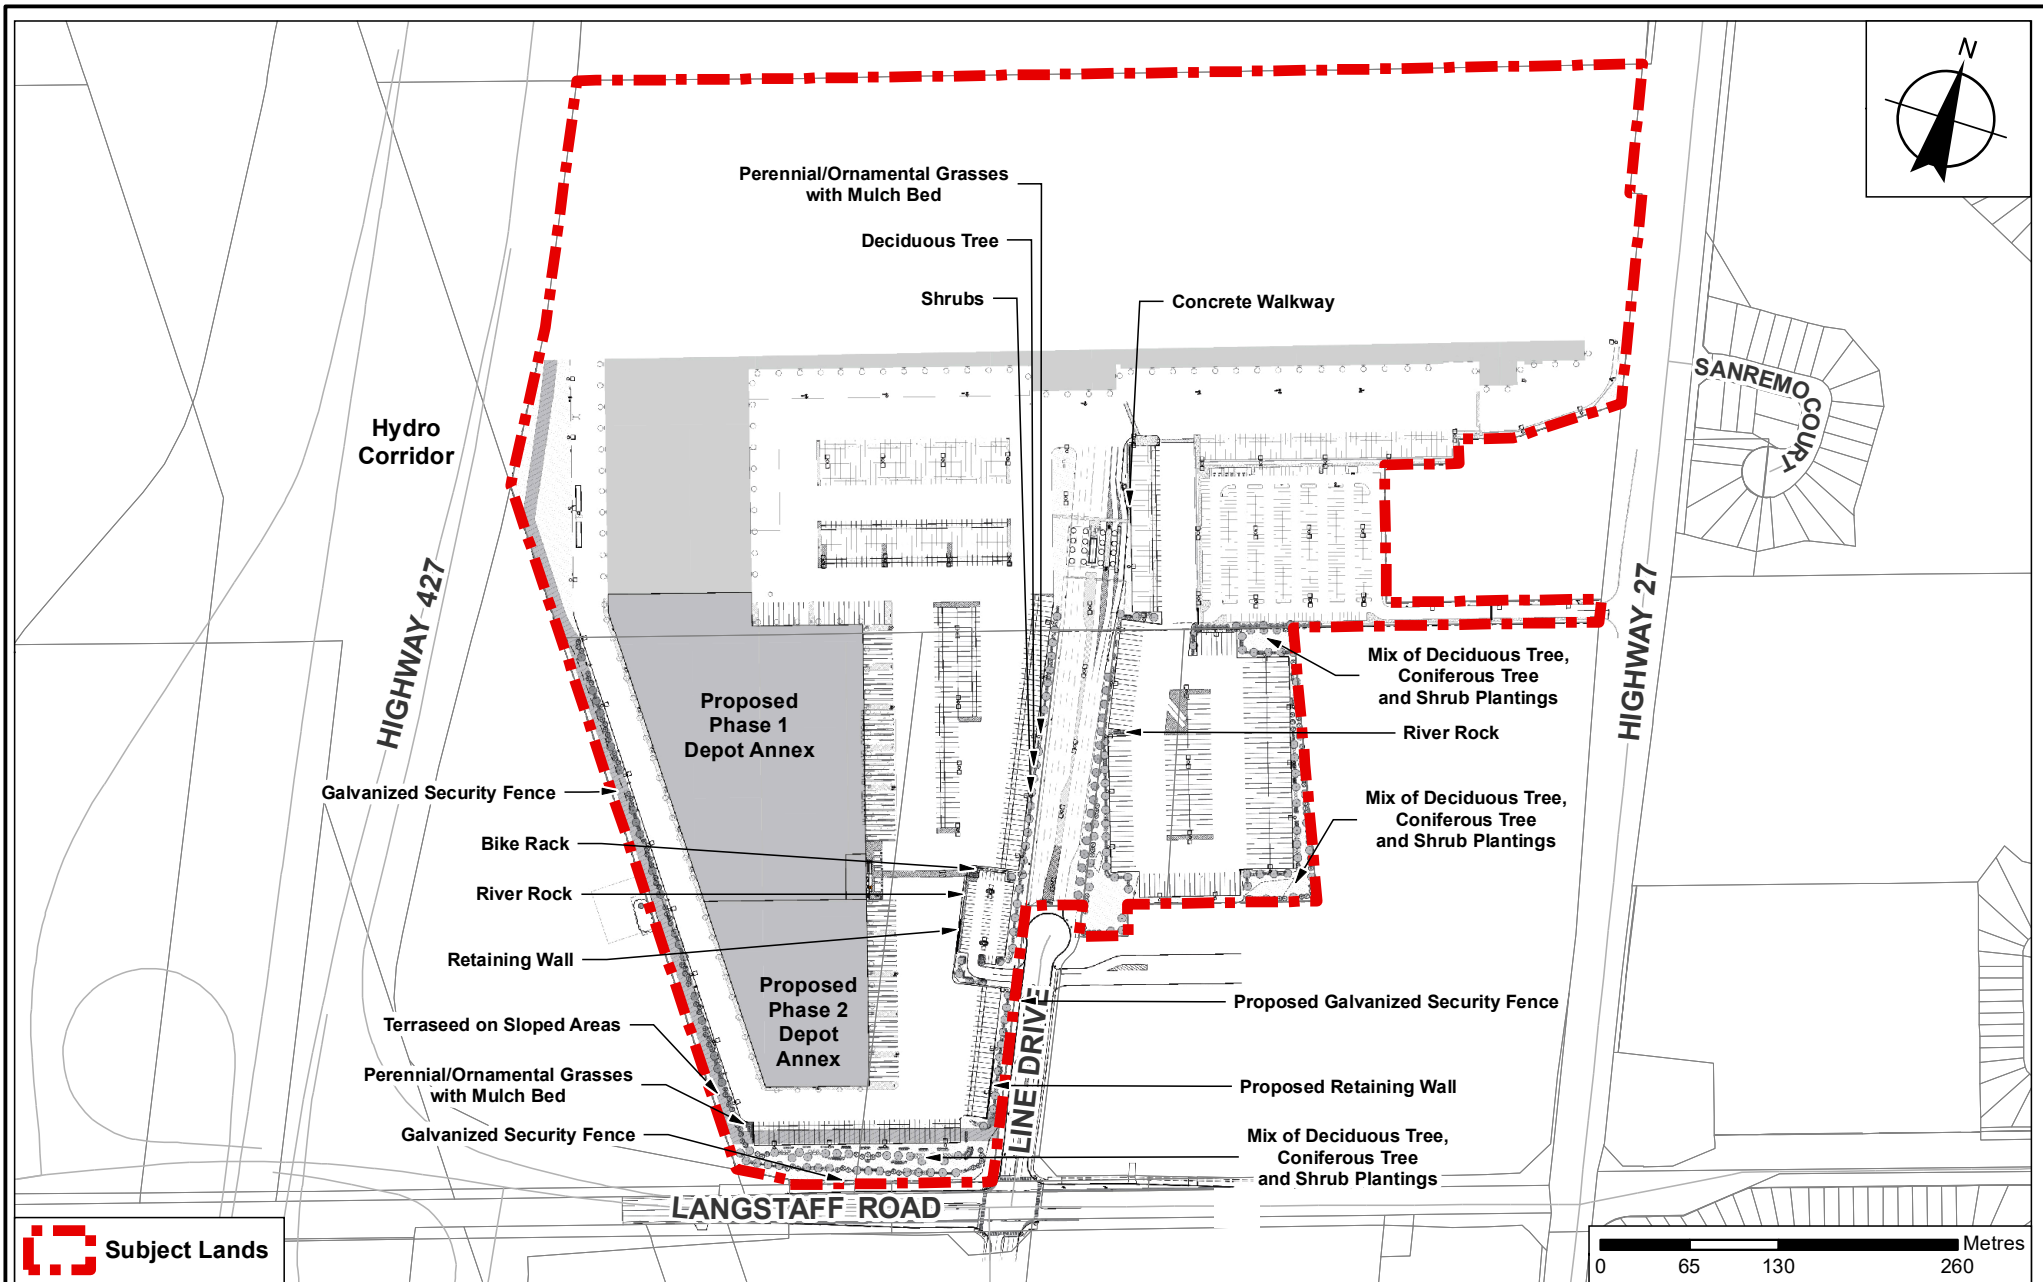 N
Perennial/Ornamental Grasses
with Mulch Bed
Deciduous Tree
Shrubs
Concrete Walkway
SANREMO COURT
Hydro
Corridor
HIGHWAY 427
HIGHWAY 27
Mix of Deciduous Tree,
Coniferous Tree
and Shrub Plantings
River Rock
Proposed
Phase 1
Depot Annex
Galvanized Security Fence
Mix of Deciduous Tree,
Coniferous Tree
and Shrub Plantings
Bike Rack
River Rock
Retaining Wall
Proposed
Phase 2
Depot
Annex
Proposed Galvanized Security Fence
Terraseed on Sloped Areas
LINE DRIVE
Perennial/Ornamental Grasses
with Mulch Bed
Proposed Retaining Wall
Galvanized Security Fence
Mix of Deciduous Tree,
Coniferous Tree
and Shrub Plantings
LANGSTAFF ROAD
Subject Lands
Metres
0 65 130 260